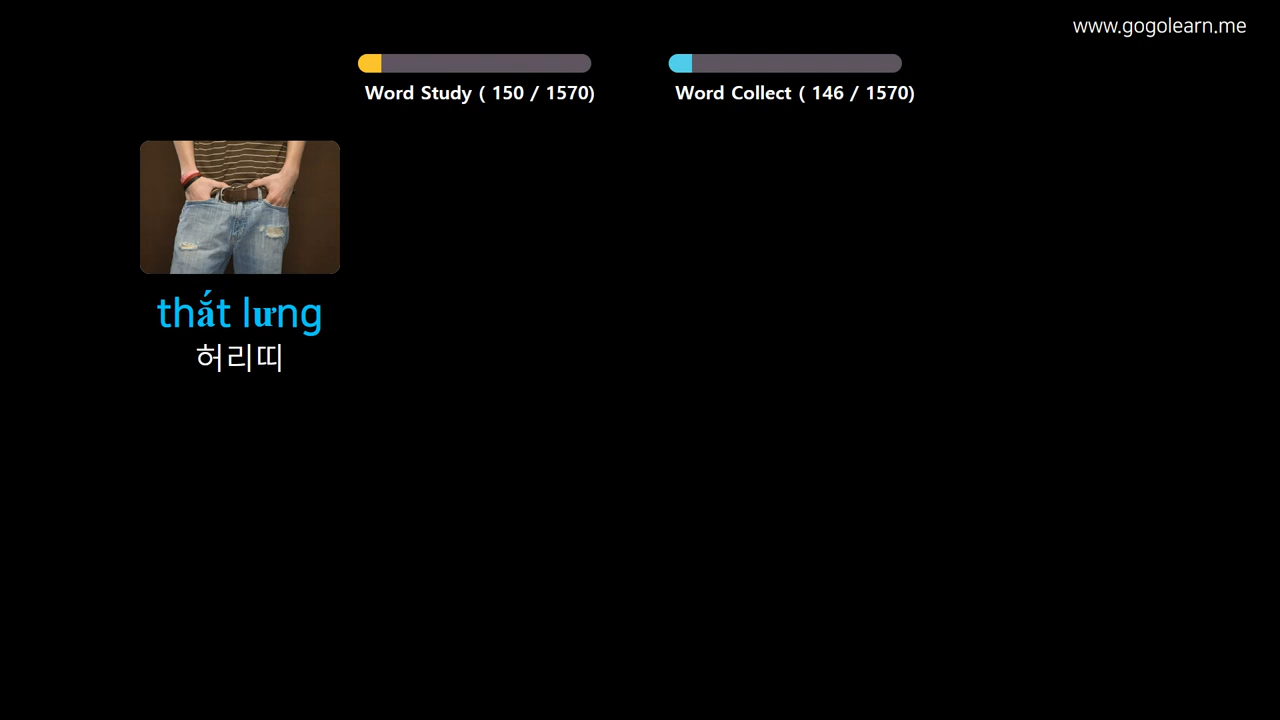 www.gogolearn.me
Word Study ( 150 / 1570)
Word Collect ( 146 / 1570)
thắt lưng
허리띠